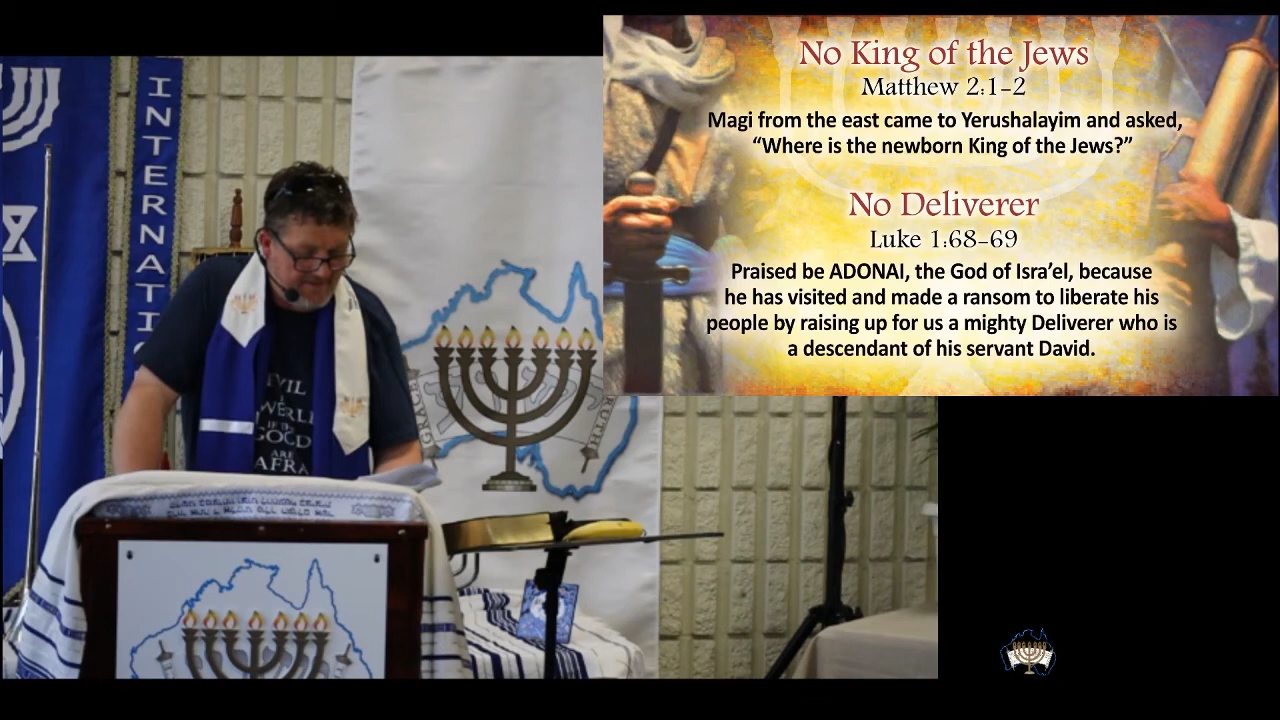 INTERNATI
No King of the Jews
Matthew 2:1–2
Magi from the east came to Yerushalayim and asked,
“Where is the newborn King of the Jews?”
No Deliverer
Luke 1:68–69
Praised be ADONAI, the God of Isra’el, because
he has visited and made a ransom to liberate his
people by raising up for us a mighty Deliverer who is
a descendant of his servant David.
GRACE
TRUTH
GOOD
ARE